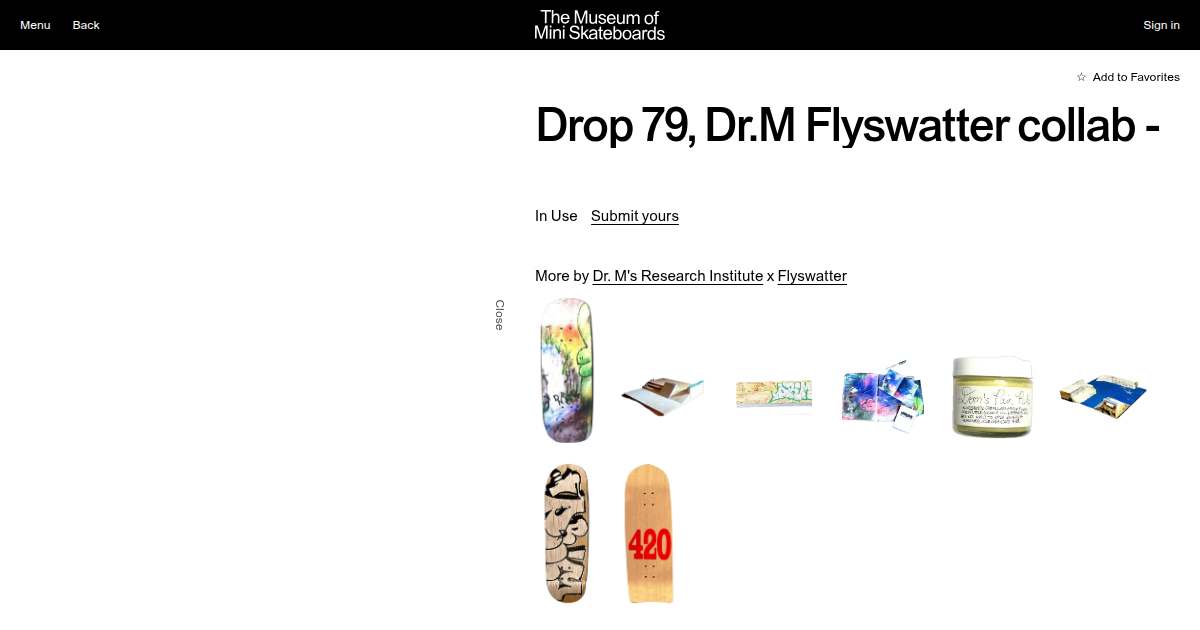 Menu
Back
The Museum of
Mini Skateboards
Sign in
☆ Add to Favorites
Drop 79, Dr.M Flyswatter collab -
In Use Submit yours
More by Dr. M's Research Institute x Flyswatter
Close
420